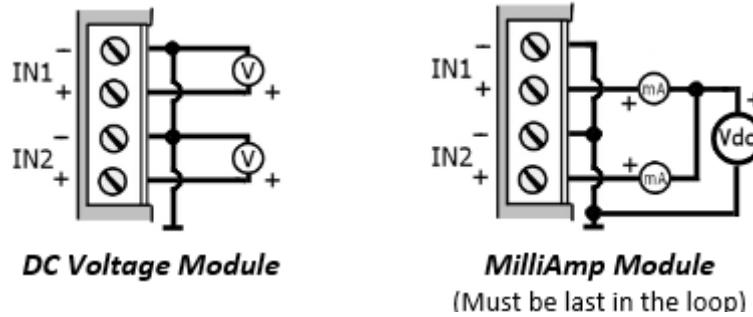 −
IN1
+
V
+
−
IN2
+
V
+
DC Voltage Module
−
IN1
+
+
mA
+
Vdc
−
IN2
+
+
mA
MilliAmp Module
(Must be last in the loop)